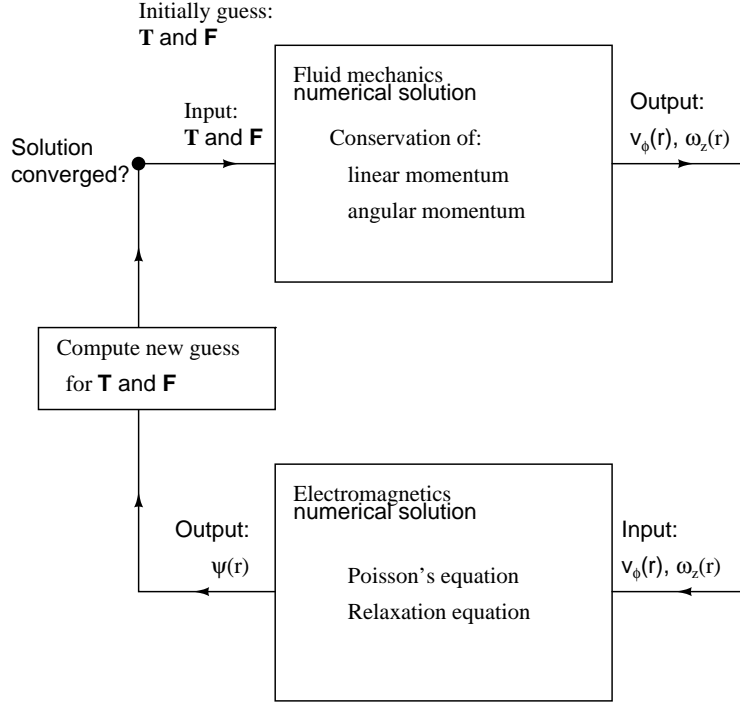 Initially guess:
T and F
Input:
T and F
Solution
converged?
Fluid mechanics
numerical solution
Conservation of:
linear momentum
angular momentum
Output:
vϕ(r), ωz(r)
Compute new guess
for T and F
Output:
ψ(r)
Electromagnetics
numerical solution
Poisson's equation
Relaxation equation
Input:
vϕ(r), ωz(r)